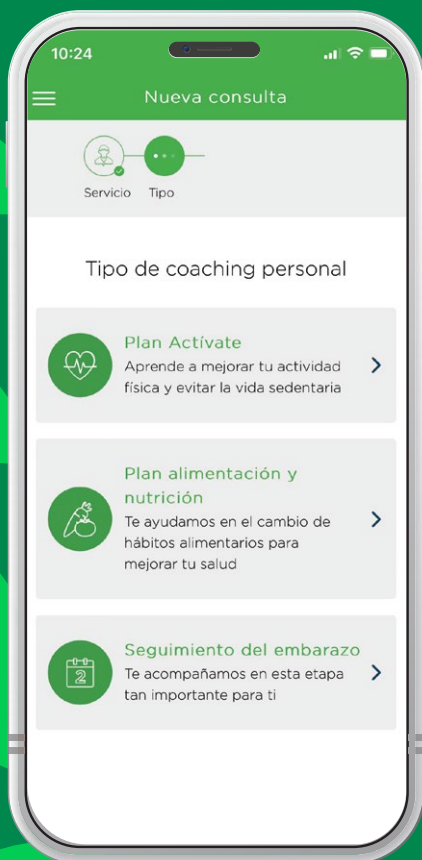 10:24
Nueva consulta
Servicio
Tipo
Tipo de coaching personal
Plan Actívate
Aprende a mejorar tu actividad
física y evitar la vida sedentaria
Plan alimentación y
nutrición
Te ayudamos en el cambio de
hábitos alimentarios para
mejorar tu salud
2
Seguimiento del embarazo
Te acompañamos en esta etapa
tan importante para ti